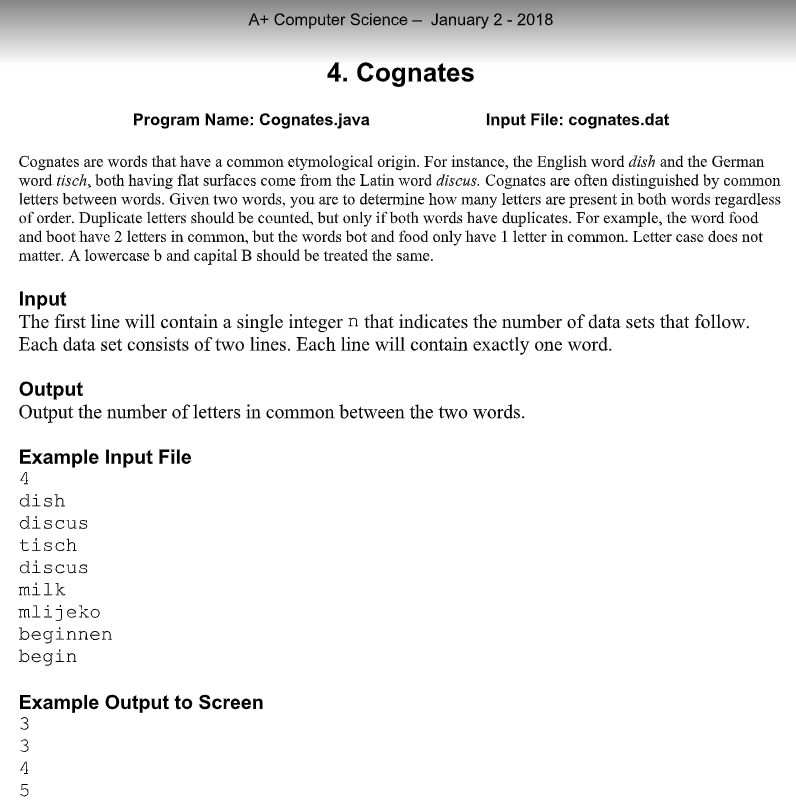 A+ Computer Science – January 2 - 2018
4. Cognates
Program Name: Cognates.java Input File: cognates.dat
Cognates are words that have a common etymological origin. For instance, the English word dish and the German
word tisch, both having flat surfaces come from the Latin word discus. Cognates are often distinguished by common
letters between words. Given two words, you are to determine how many letters are present in both words regardless
of order. Duplicate letters should be counted, but only if both words have duplicates. For example, the word food
and boot have 2 letters in common, but the words bot and food only have 1 letter in common. Letter case does not
matter. A lowercase b and capital B should be treated the same.
Input
The first line will contain a single integer n that indicates the number of data sets that follow.
Each data set consists of two lines. Each line will contain exactly one word.
Output
Output the number of letters in common between the two words.
Example Input File
4
dish
discus
tisch
discus
milk
mlijeko
beginnen
begin
Example Output to Screen
3
3
4
5